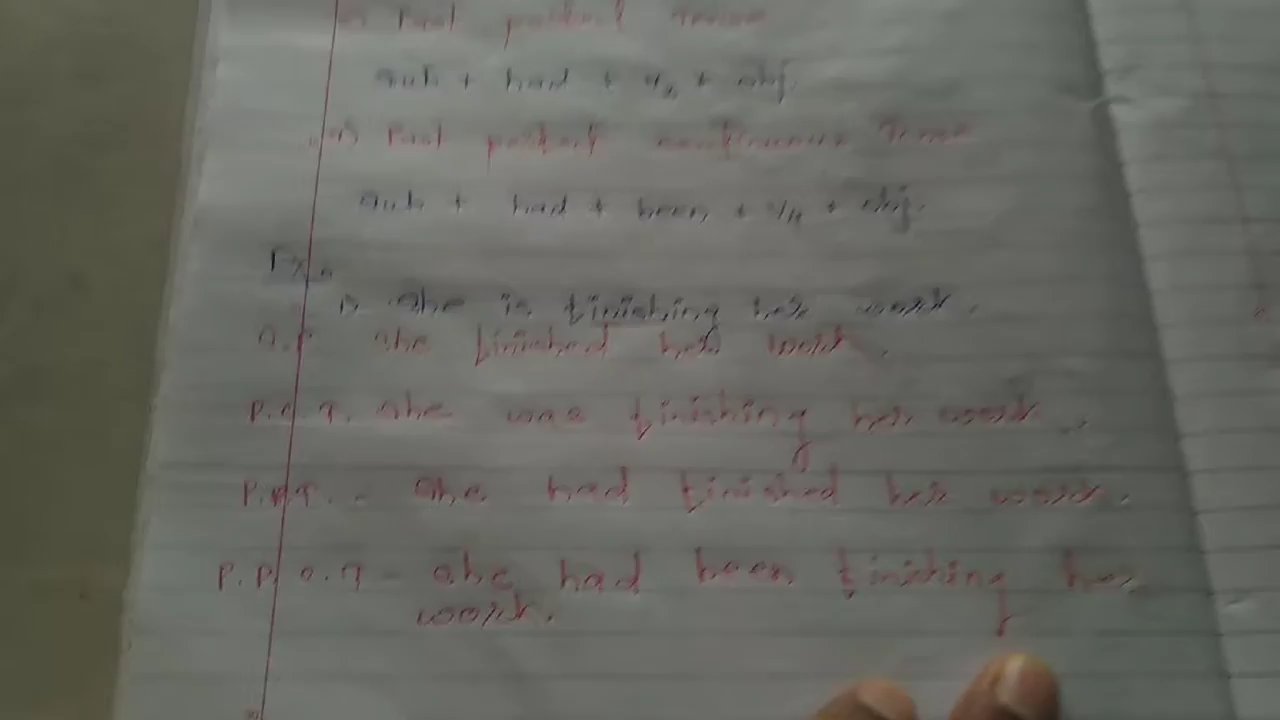 Past perfect Tense
sub + had + V3 + obj.
4) Past perfect continuous Tense
sub + had + been + V4 + obj.
Ex.
1) She is finishing her work.
she finished her work.
P.C.T. she was finishing her work.
P.P.T. - She had finished her work.
P.P.C.T - She had been finishing her
work.